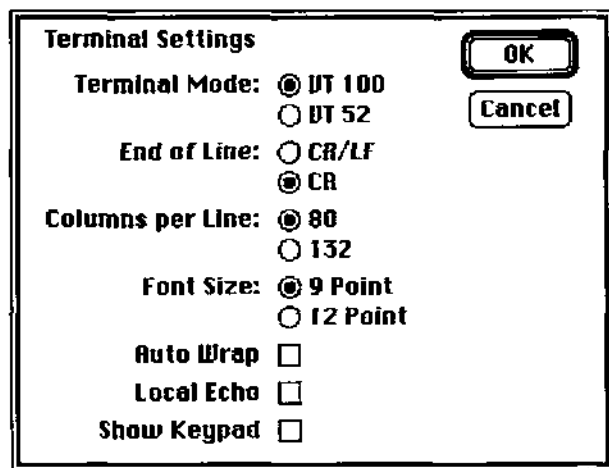 Terminal Settings
OK
Terminal Mode: VT 100
VT 52
Cancel
End of Line: CR/LF
CR
Columns per Line: 80
132
Font Size: 9 Point
12 Point
Auto Wrap
Local Echo
Show Keypad